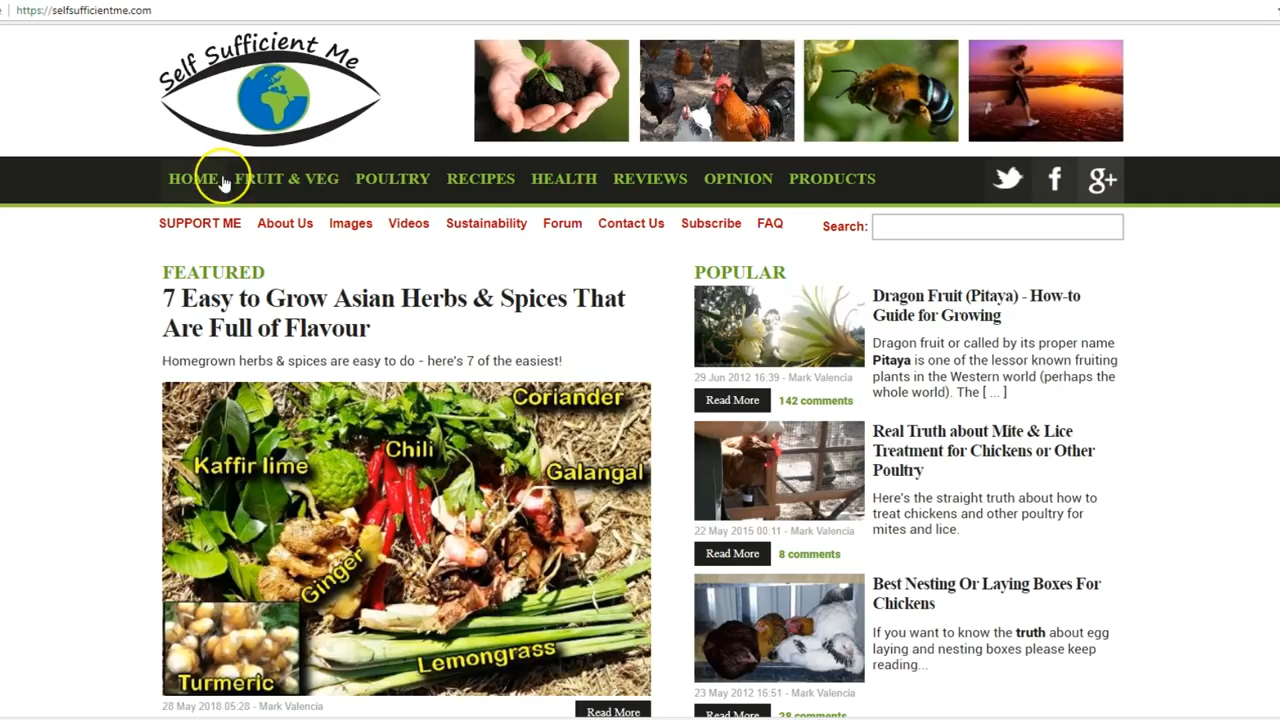 https://selfsufficientme.com
Self Sufficient Me
HOME FRUIT & VEG POULTRY RECIPES HEALTH REVIEWS OPINION PRODUCTS
SUPPORT ME About Us Images Videos Sustainability Forum Contact Us Subscribe FAQ Search:
FEATURED
7 Easy to Grow Asian Herbs & Spices That
Are Full of Flavour
Homegrown herbs & spices are easy to do - here's 7 of the easiest!
Coriander
Chili
Kaffir lime
Galangal
Ginger
Lemongrass
Turmeric
28 May 2018 05:28 - Mark Valencia
Read More
POPULAR
Dragon Fruit (Pitaya) - How-to
Guide for Growing
Dragon fruit or called by its proper name
Pitaya is one of the lessor known fruiting
plants in the Western world (perhaps the
whole world). The [ ... ]
29 Jun 2012 16:39 - Mark Valencia
Read More 142 comments
Real Truth about Mite & Lice
Treatment for Chickens or Other
Poultry
Here's the straight truth about how to
treat chickens and other poultry for
mites and lice.
22 May 2015 00:11 - Mark Valencia
Read More 8 comments
Best Nesting Or Laying Boxes For
Chickens
If you want to know the truth about egg
laying and nesting boxes please keep
reading...
23 May 2012 16:51 - Mark Valencia
Read More 28 comments